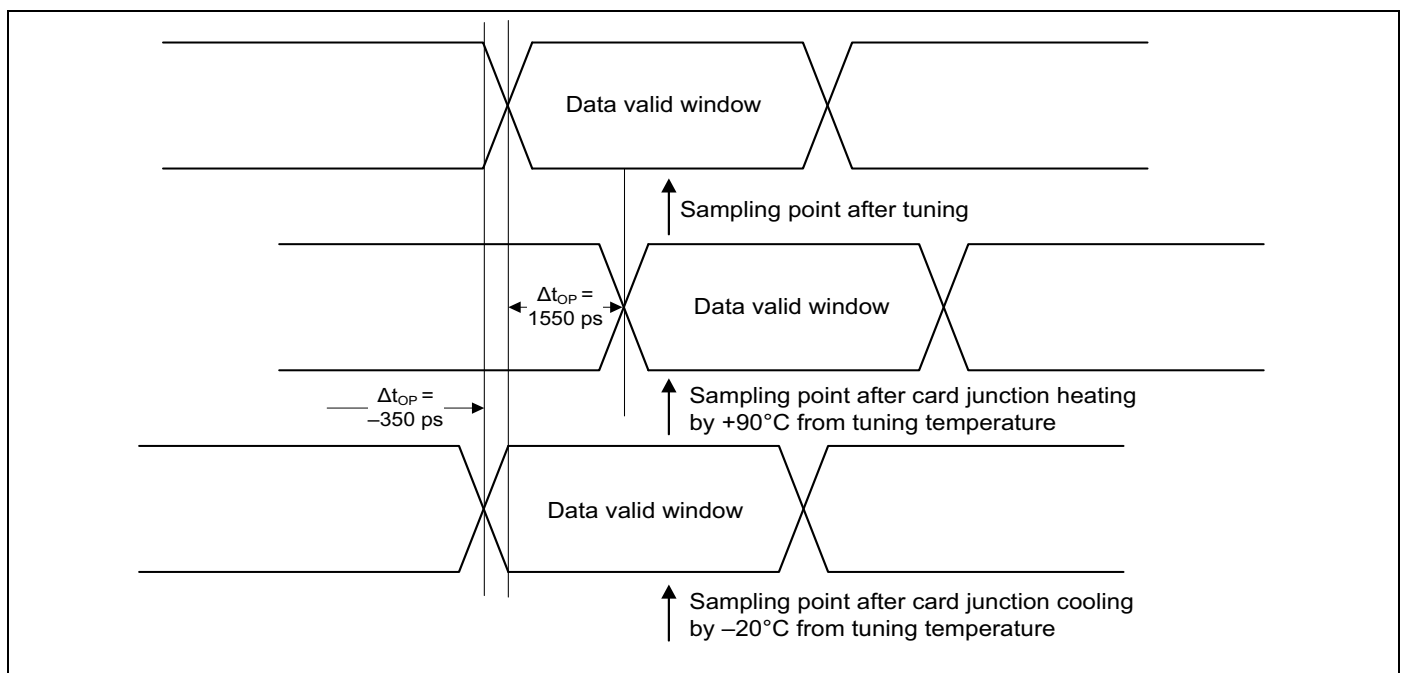 Data valid window
Sampling point after tuning
ΔtOP =
1550 ps
Data valid window
ΔtOP =
–350 ps
Sampling point after card junction heating
by +90°C from tuning temperature
Data valid window
Sampling point after card junction cooling
by –20°C from tuning temperature